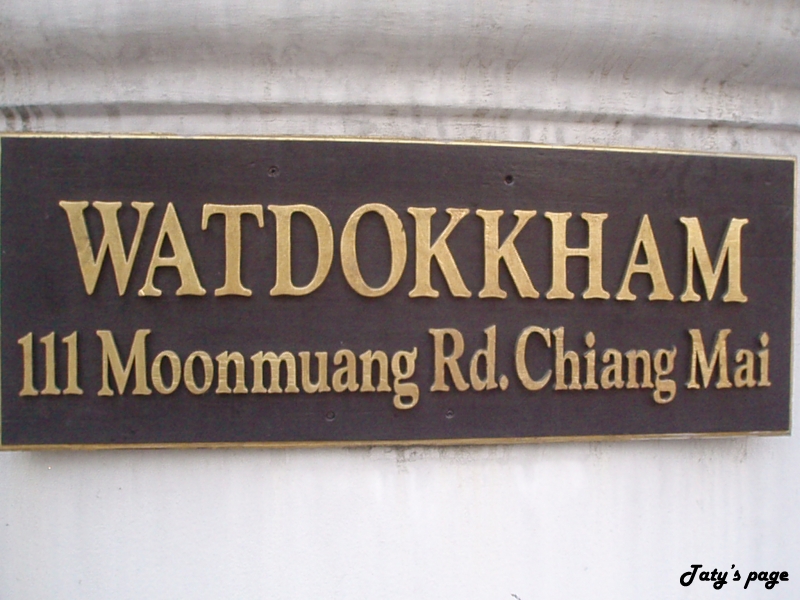 WATDOKKHAM
111 Moonmuang Rd. Chiang Mai
Taty's page